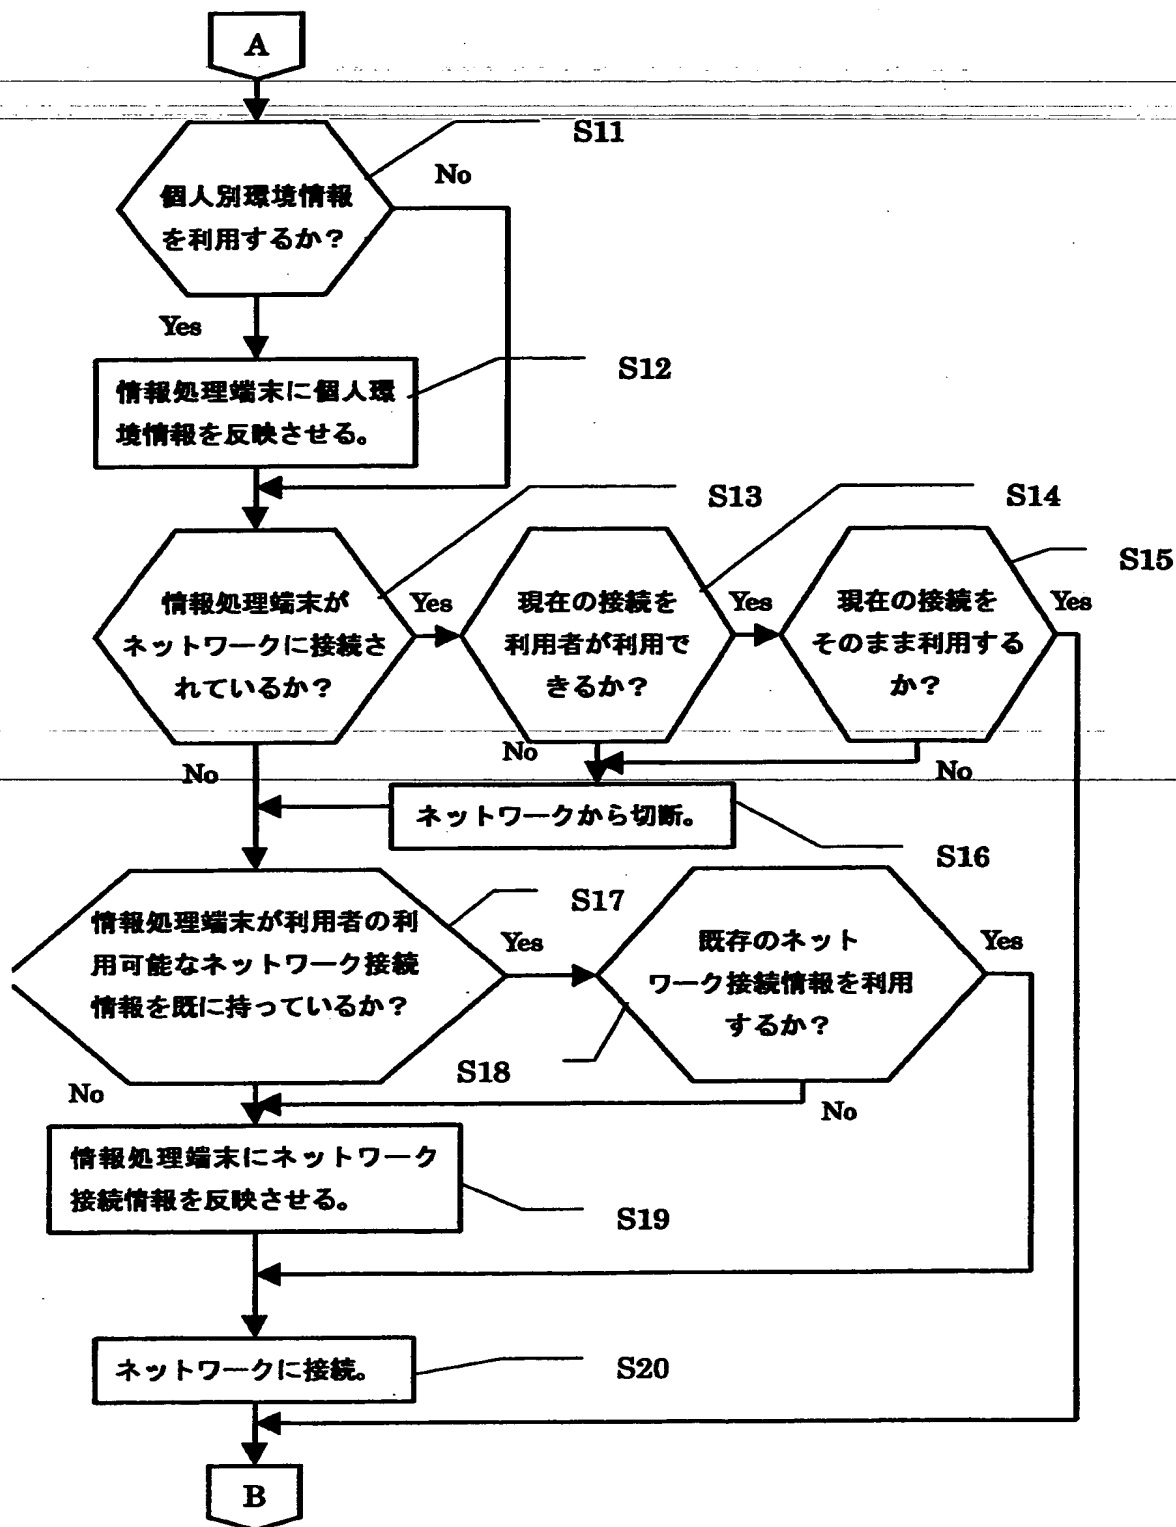 A
S11
No
個人別環境情報
を利用するか？
Yes
S12
情報処理端末に個人環
境情報を反映させる。
S13
S14
S15
情報処理端末が
ネットワークに接続さ
れているか？
Yes
現在の接続を
利用者が利用で
きるか？
Yes
現在の接続を
そのまま利用する
か？
Yes
No
No
No
ネットワークから切断。
S16
情報処理端末が利用者の利
用可能なネットワーク接続
情報を既に持っているか？
S17
Yes
既存のネット
ワーク接続情報を利用
するか？
Yes
S18
No
No
情報処理端末にネットワーク
接続情報を反映させる。
S19
ネットワークに接続。
S20
B